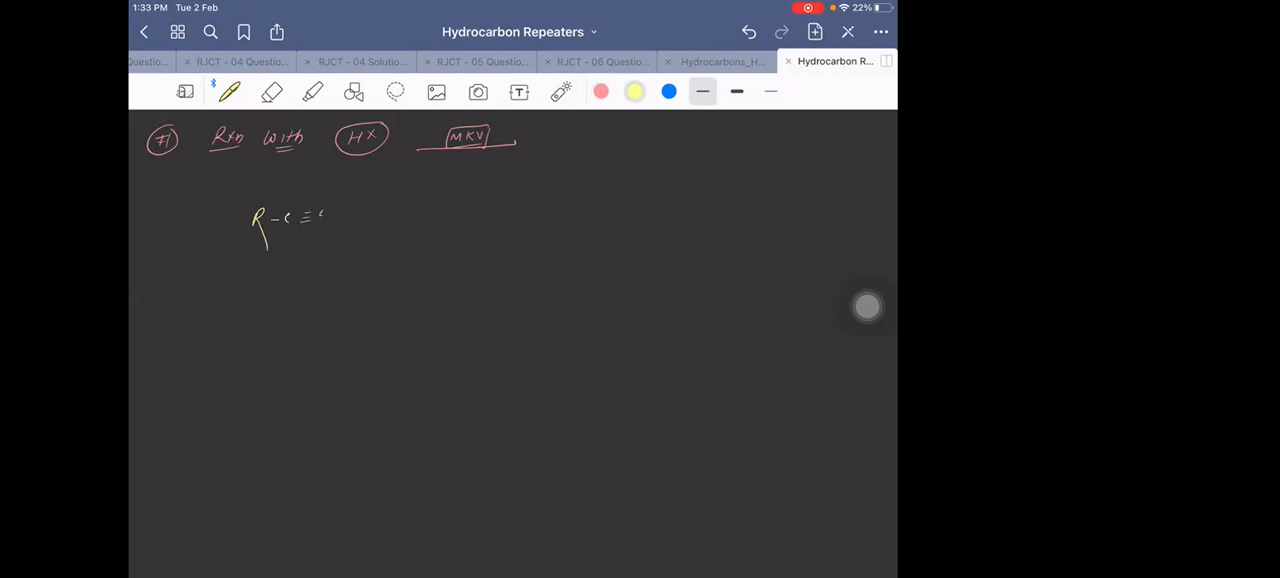 1:33 PM Tue 2 Feb
22%
Hydrocarbon Repeaters
Questio... RJCT - 04 Questio... RJCT - 04 Solutio... RJCT - 05 Questio... RJCT - 06 Questio... Hydrocarbons_H... Hydrocarbon R...
T
# Rxn with HX MKV
R-C≡C